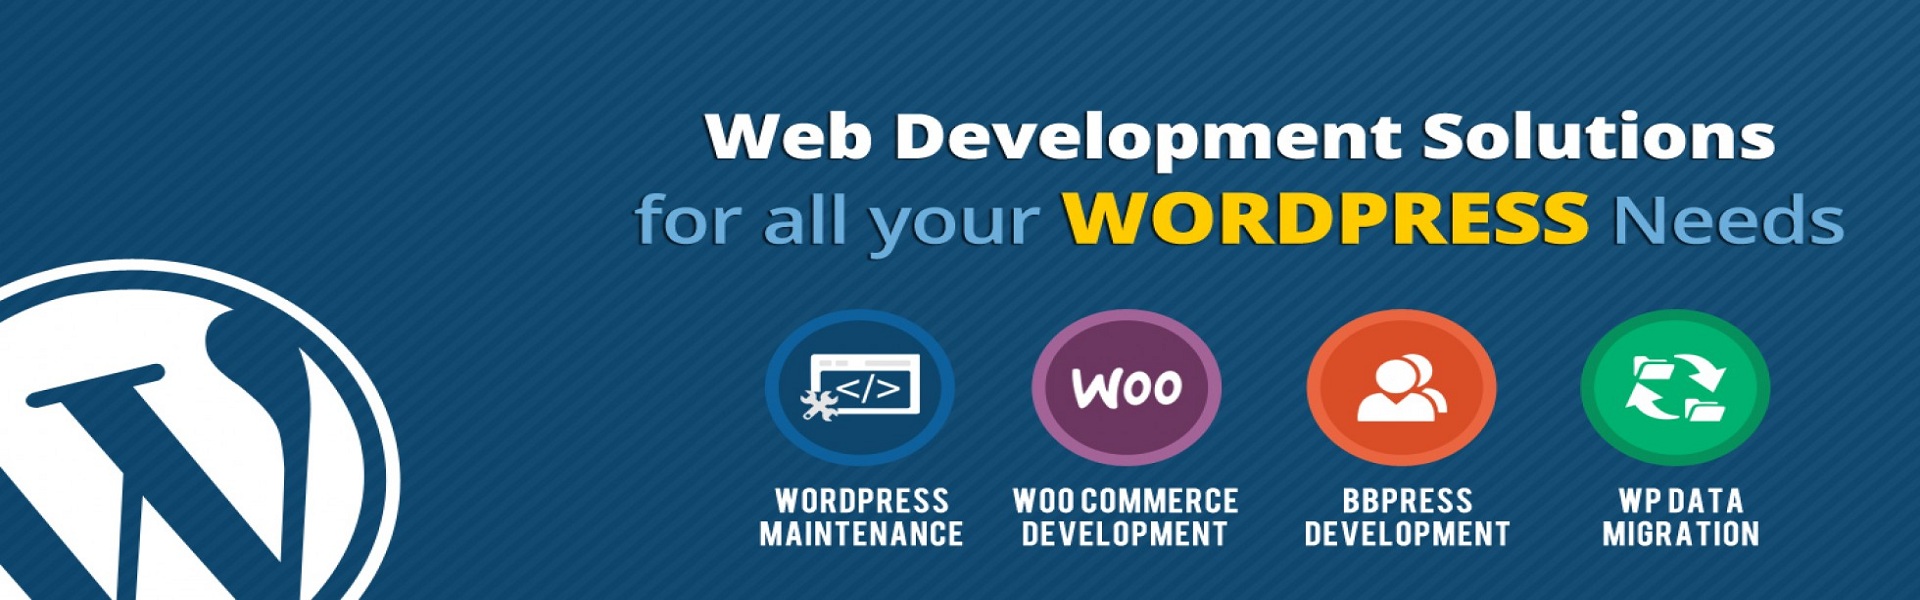 Web Development Solutions
for all your WORDPRESS Needs
</>
WOO
WORDPRESS
MAINTENANCE
WOO COMMERCE
DEVELOPMENT
BBPRESS
DEVELOPMENT
WP DATA
MIGRATION
W